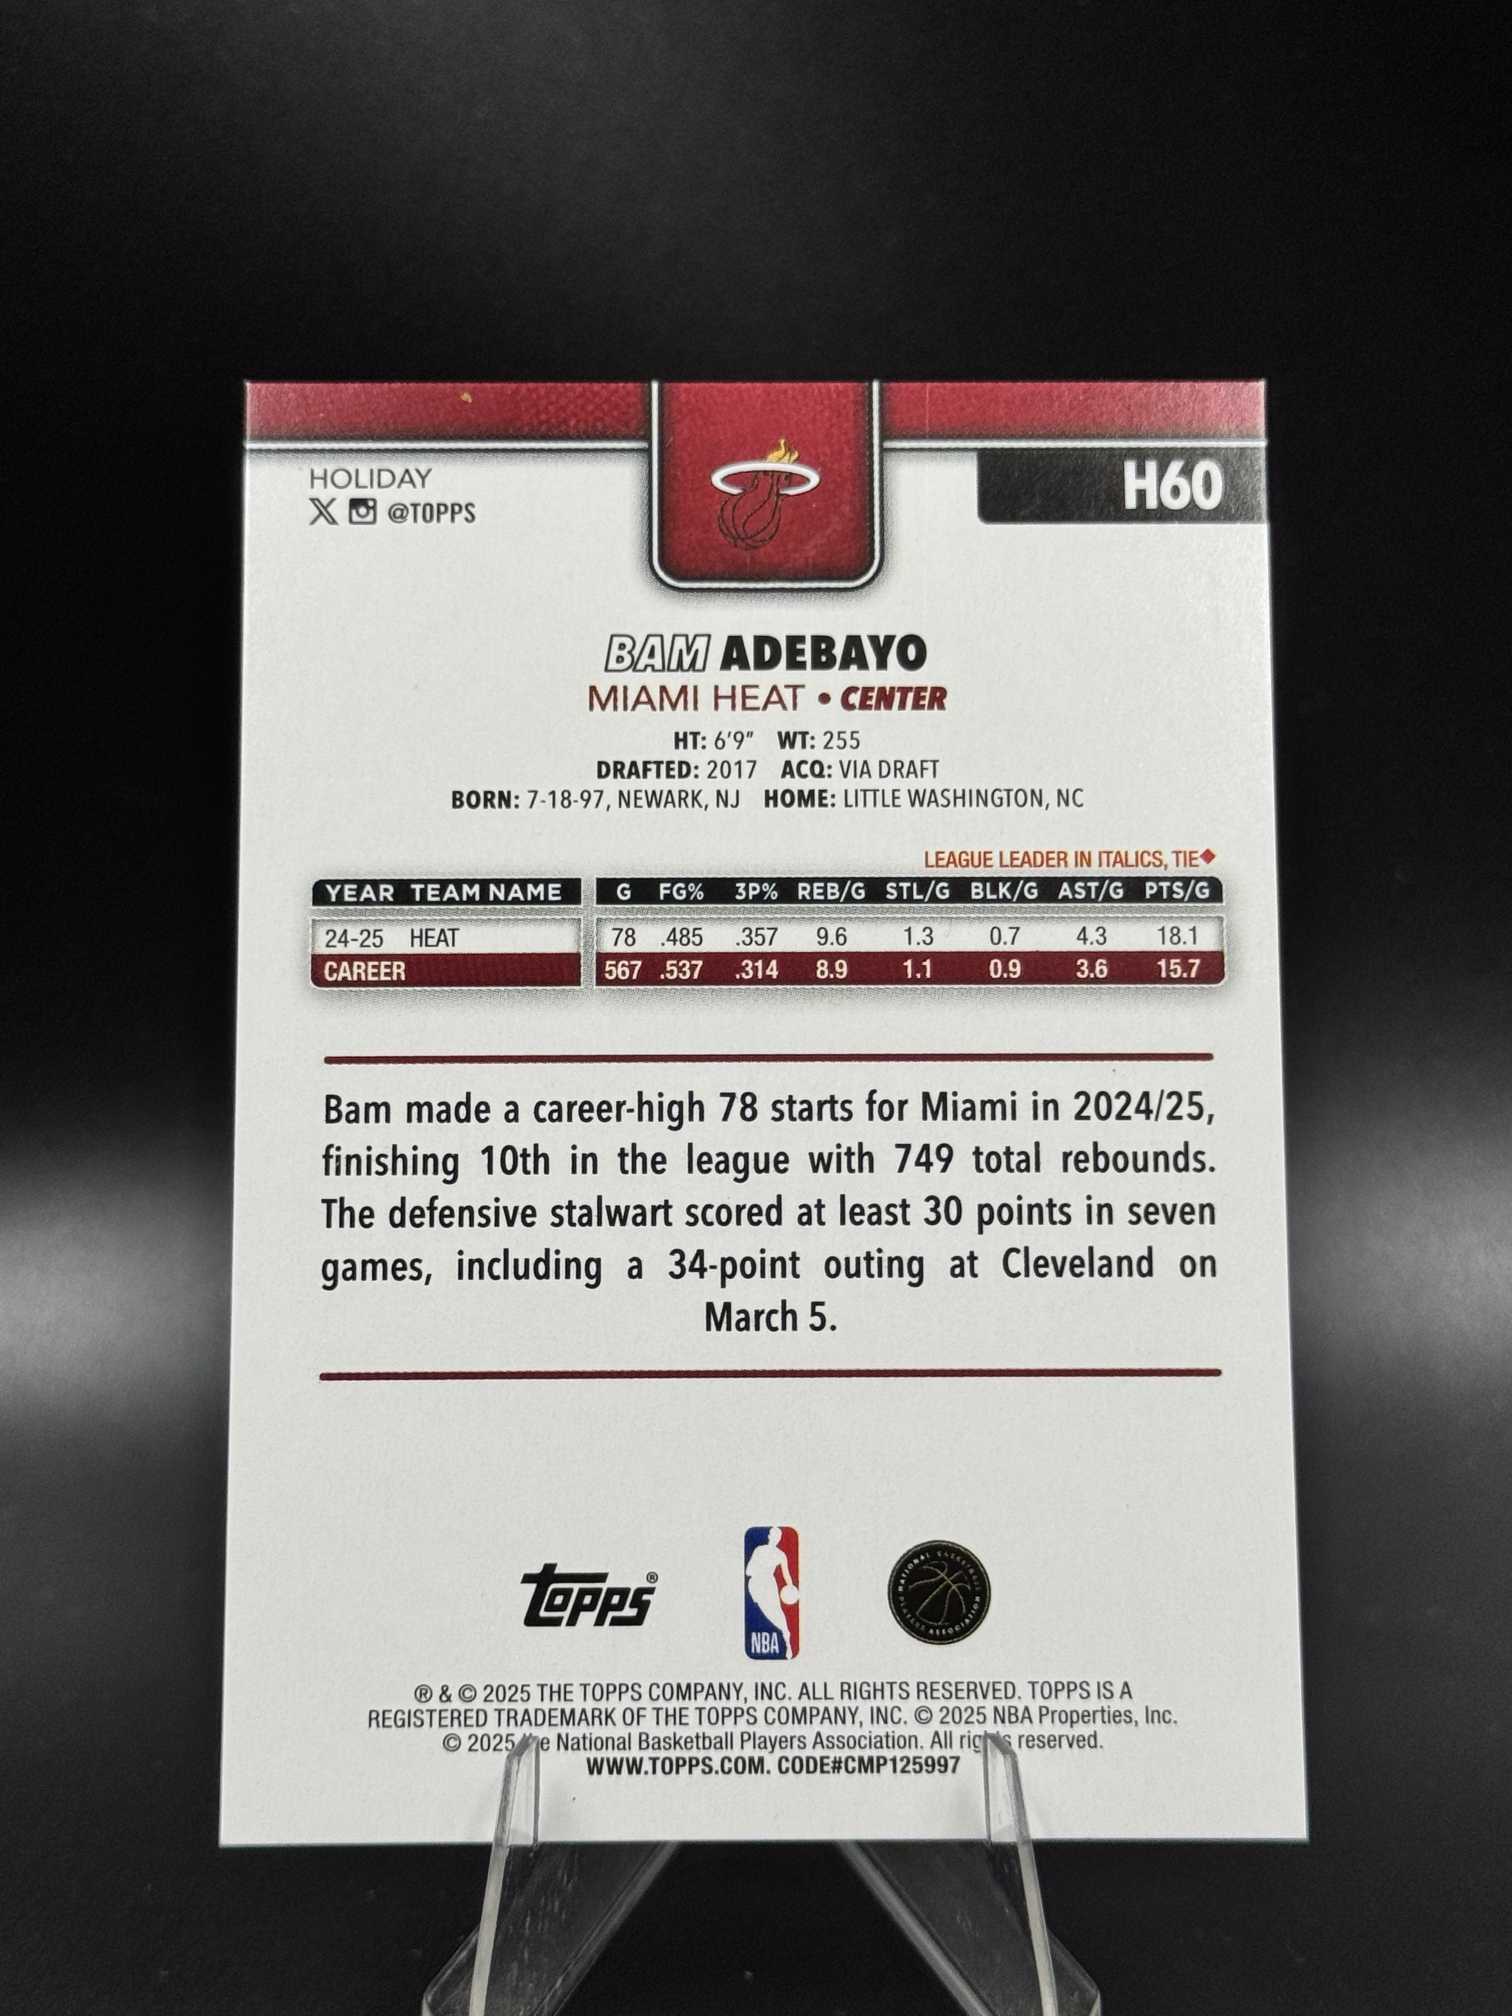 HOLIDAY
X @TOPPS
H60
BAM ADEBAYO
MIAMI HEAT • CENTER
HT: 6'9" WT: 255
DRAFTED: 2017 ACQ: VIA DRAFT
BORN: 7-18-97, NEWARK, NJ HOME: LITTLE WASHINGTON, NC
LEAGUE LEADER IN ITALICS, TIE◆
YEAR TEAM NAME G FG% 3P% REB/G STL/G BLK/G AST/G PTS/G
24-25 HEAT 78 .485 .357 9.6 1.3 0.7 4.3 18.1
CAREER 567 .537 .314 8.9 1.1 0.9 3.6 15.7
Bam made a career-high 78 starts for Miami in 2024/25,
finishing 10th in the league with 749 total rebounds.
The defensive stalwart scored at least 30 points in seven
games, including a 34-point outing at Cleveland on
March 5.
Topps®
NBA
NATIONAL BASKETBALL PLAYERS ASSOCIATION
® & © 2025 THE TOPPS COMPANY, INC. ALL RIGHTS RESERVED. TOPPS IS A
REGISTERED TRADEMARK OF THE TOPPS COMPANY, INC. © 2025 NBA Properties, Inc.
© 2025 the National Basketball Players Association. All rights reserved.
WWW.TOPPS.COM. CODE#CMP125997